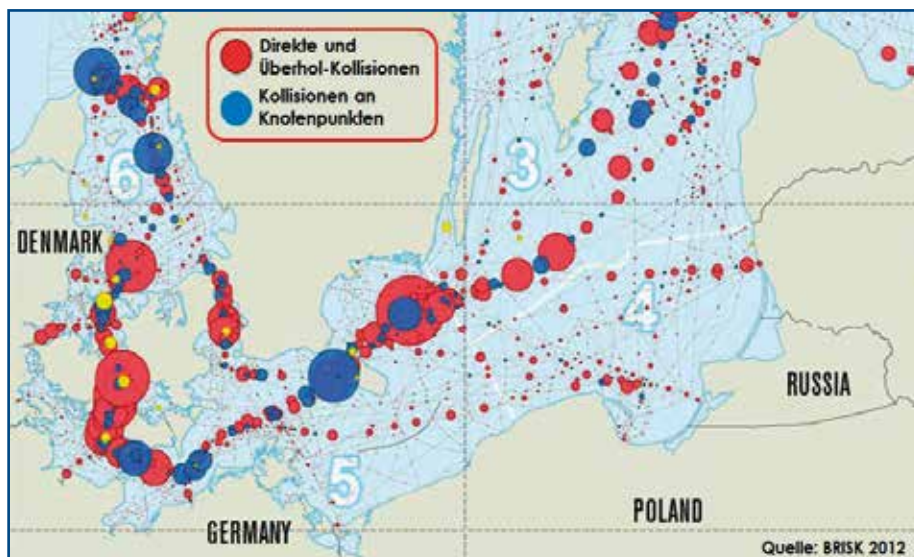 Direkte und
Überhol-Kollisionen
Kollisionen an
Knotenpunkten
3
6
DENMARK
4
RUSSIA
5
GERMANY
POLAND
Quelle: BRISK 2012